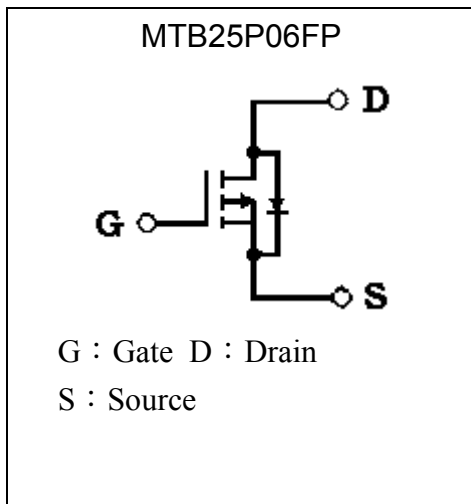 MTB25P06FP
D
G
S
G：Gate D：Drain
S：Source